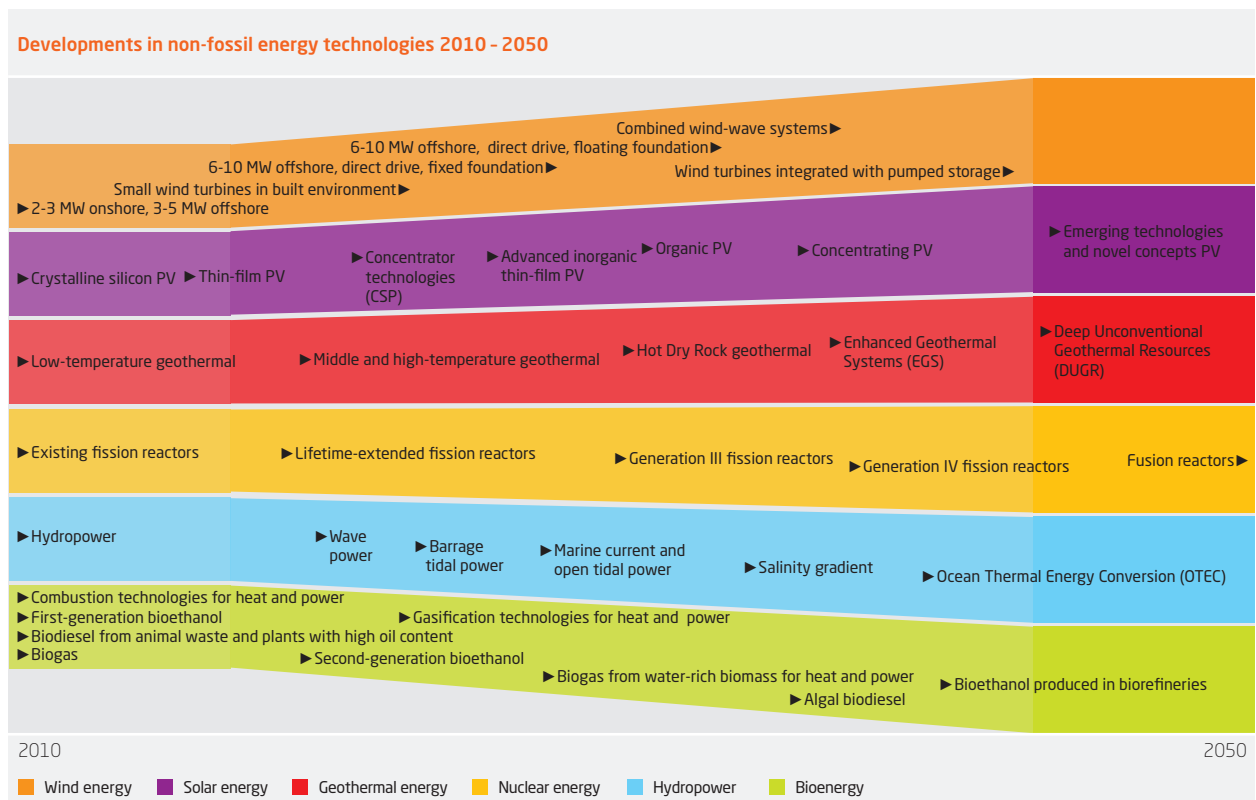 Developments in non-fossil energy technologies 2010 – 2050
Combined wind-wave systems ▶
6-10 MW offshore, direct drive, floating foundation ▶
6-10 MW offshore, direct drive, fixed foundation ▶
Wind turbines integrated with pumped storage ▶
Small wind turbines in built environment ▶
▶ 2-3 MW onshore, 3-5 MW offshore
▶ Crystalline silicon PV
▶ Thin-film PV
▶ Concentrator
technologies
(CSP)
▶ Advanced inorganic
thin-film PV
▶ Organic PV
▶ Concentrating PV
▶ Emerging technologies
and novel concepts PV
▶ Low-temperature geothermal
▶ Middle and high-temperature geothermal
▶ Hot Dry Rock geothermal
▶ Enhanced Geothermal
Systems (EGS)
▶ Deep Unconventional
Geothermal Resources
(DUGR)
▶ Existing fission reactors
▶ Lifetime-extended fission reactors
▶ Generation III fission reactors
▶ Generation IV fission reactors
Fusion reactors ▶
▶ Hydropower
▶ Wave
power
▶ Barrage
tidal power
▶ Marine current and
open tidal power
▶ Salinity gradient
▶ Ocean Thermal Energy Conversion (OTEC)
▶ Combustion technologies for heat and power
▶ First-generation bioethanol
▶ Gasification technologies for heat and power
▶ Biodiesel from animal waste and plants with high oil content
▶ Biogas
▶ Second-generation bioethanol
▶ Biogas from water-rich biomass for heat and power
▶ Algal biodiesel
▶ Bioethanol produced in biorefineries
2010
2050
Wind energy
Solar energy
Geothermal energy
Nuclear energy
Hydropower
Bioenergy